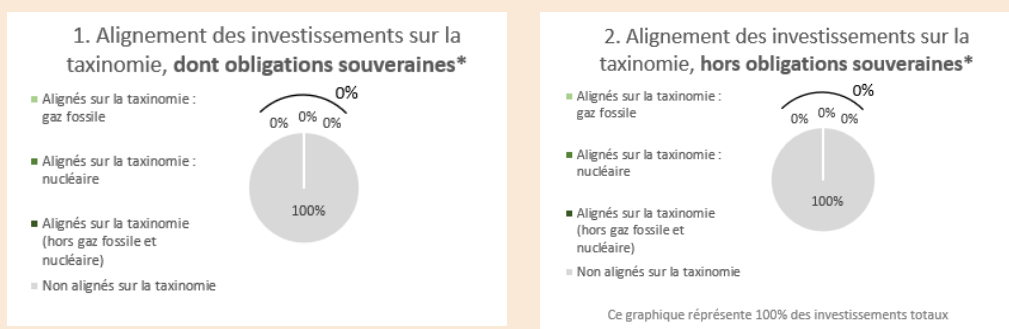 1. Alignement des investissements sur la
taxinomie, dont obligations souveraines*
Alignés sur la taxinomie :
gaz fossile
Alignés sur la taxinomie :
nucléaire
Alignés sur la taxinomie
(hors gaz fossile et
nucléaire)
Non alignés sur la taxinomie
0%
0% 0% 0%
100%
2. Alignement des investissements sur la
taxinomie, hors obligations souveraines*
Alignés sur la taxinomie :
gaz fossile
Alignés sur la taxinomie :
nucléaire
Alignés sur la taxinomie
(hors gaz fossile et
nucléaire)
Non alignés sur la taxinomie
0%
0% 0% 0%
100%
Ce graphique réprésente 100% des investissements totaux